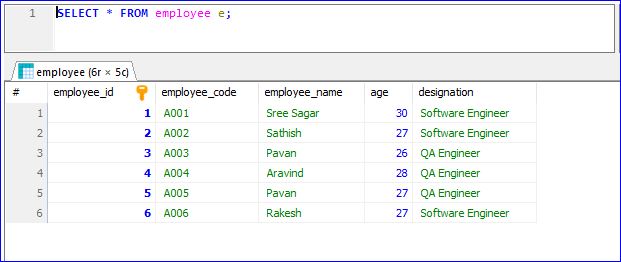 1 SELECT * FROM employee e;
employee (6r × 5c)
# employee_id employee_code employee_name age designation
1 1 A001 Sree Sagar 30 Software Engineer
2 2 A002 Sathish 27 Software Engineer
3 3 A003 Pavan 26 QA Engineer
4 4 A004 Aravind 28 QA Engineer
5 5 A005 Pavan 27 QA Engineer
6 6 A006 Rakesh 27 Software Engineer